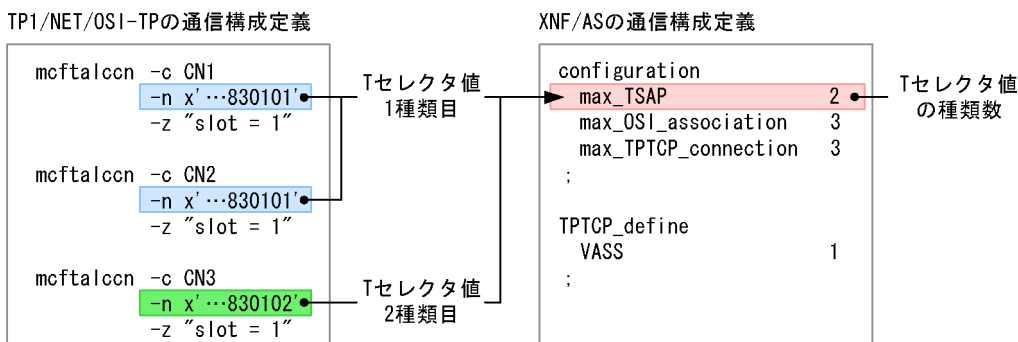 TP1/NET/OSI-TPの通信構成定義
mcftalccn -c CN1
-n x'…830101'
-z "slot = 1"
mcftalccn -c CN2
-n x'…830101'
-z "slot = 1"
mcftalccn -c CN3
-n x'…830102'
-z "slot = 1"
Tセレクタ値
1種類目
Tセレクタ値
2種類目
XNF/ASの通信構成定義
configuration
max_TSAP 2
max_OSI_association 3
max_TPTCP_connection 3
;
TPTCP_define
VASS 1
;
Tセレクタ値
の種類数